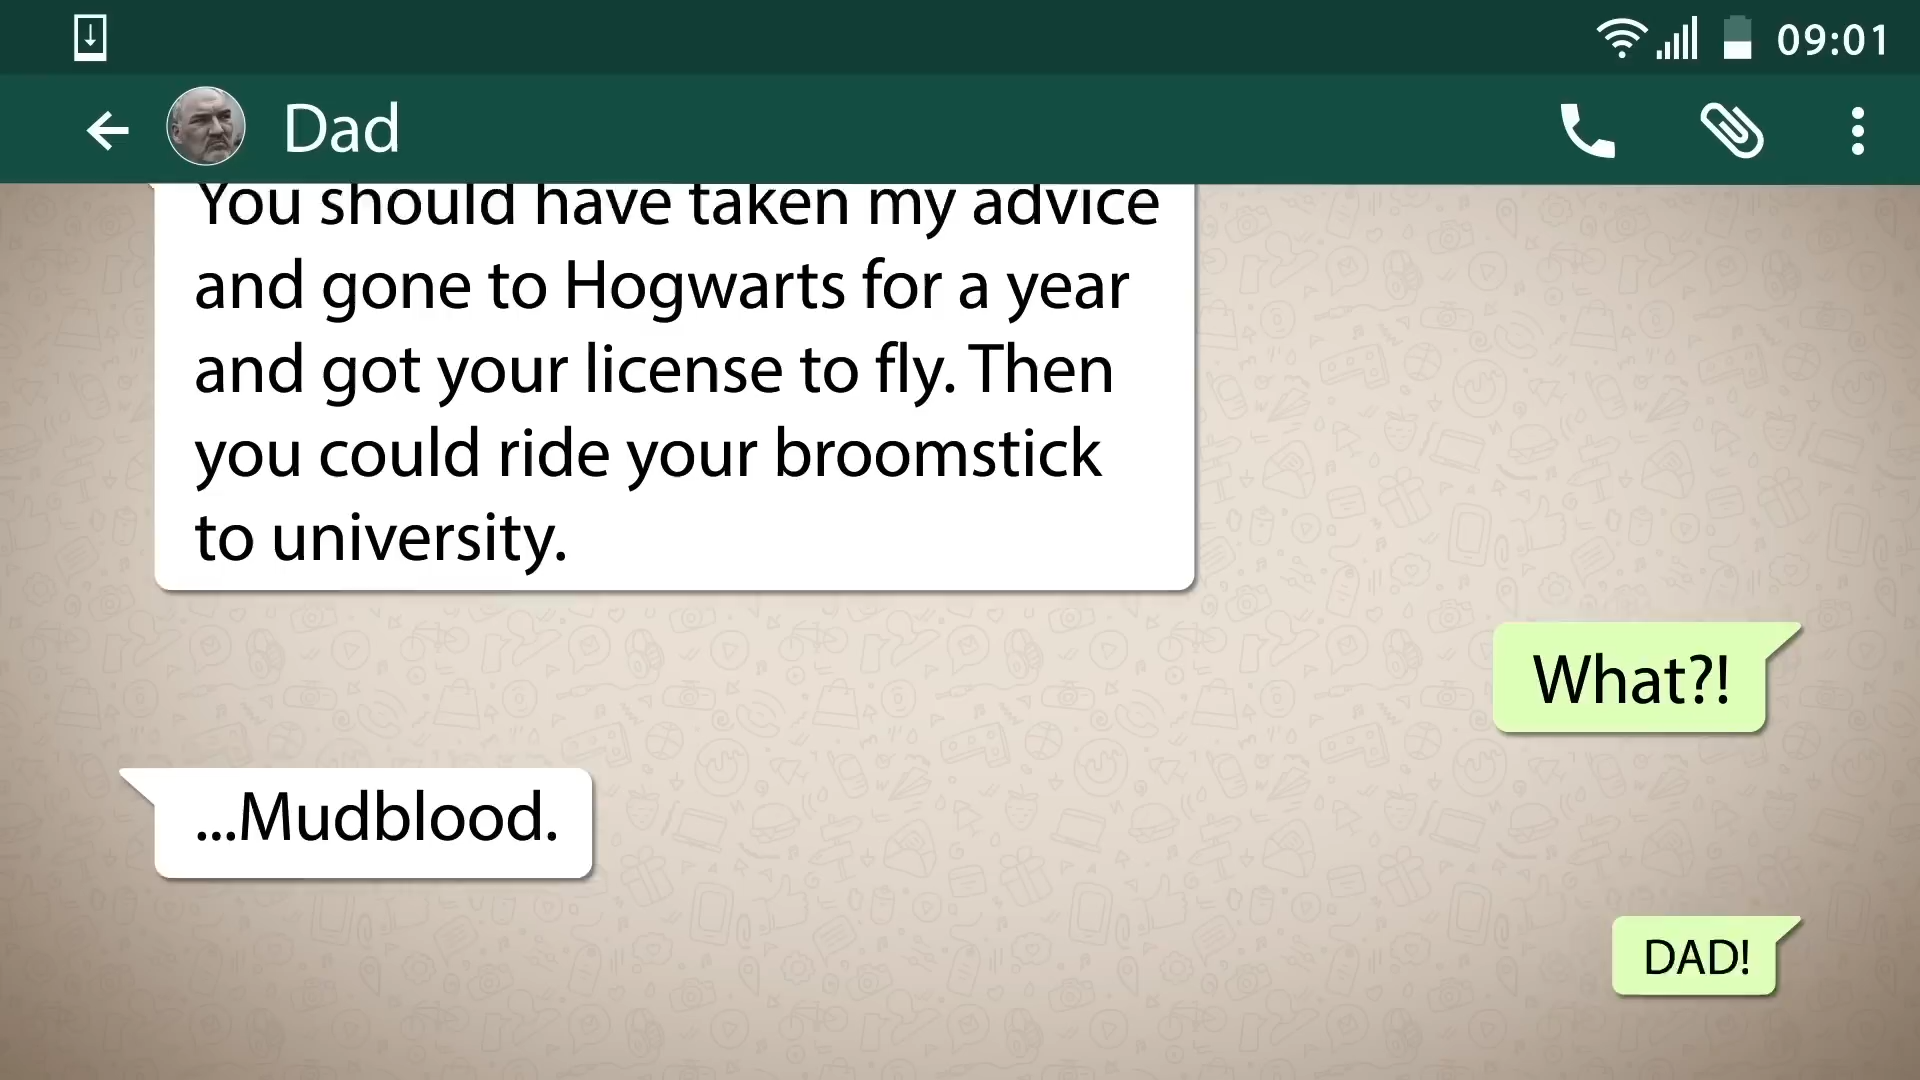 09:01
Dad
You should have taken my advice
and gone to Hogwarts for a year
and got your license to fly. Then
you could ride your broomstick
to university.
What?!
...Mudblood.
DAD!